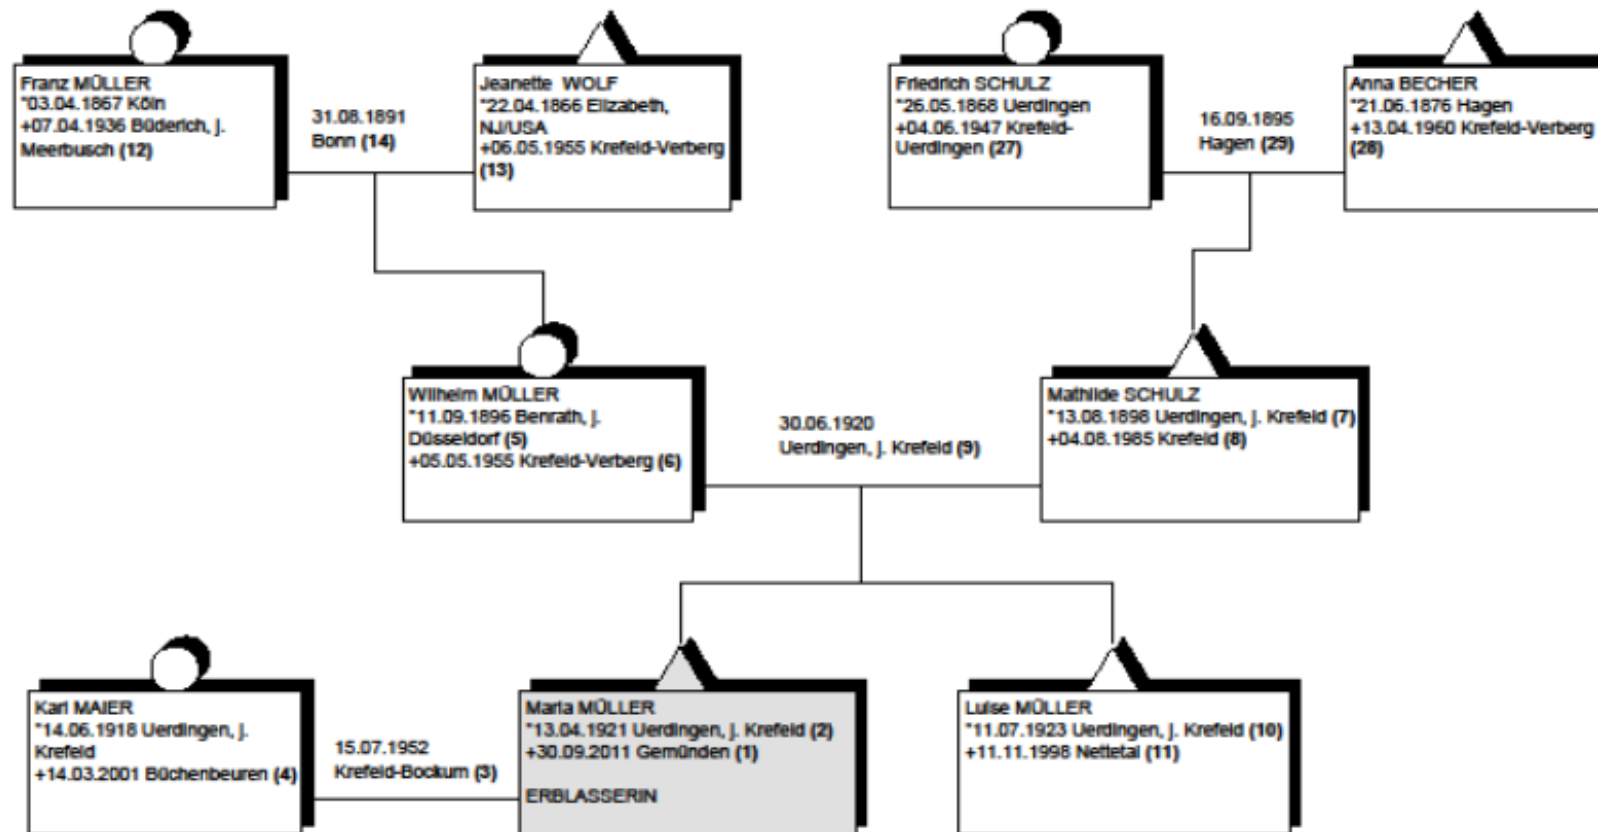 Franz MÜLLER
*03.04.1867 Köln
+07.04.1936 Büderich, j.
Meerbusch (12)
31.08.1891
Bonn (14)
Jeanette WOLF
*22.04.1866 Elizabeth,
NJ/USA
+06.05.1955 Krefeld-Verberg
(13)
Friedrich SCHULZ
*26.05.1868 Uerdingen
+04.06.1947 Krefeld-
Uerdingen (27)
16.09.1895
Hagen (29)
Anna BECHER
*21.06.1876 Hagen
+13.04.1960 Krefeld-Verberg
(28)
Wilhelm MÜLLER
*11.09.1896 Benrath, j.
Düsseldorf (5)
+05.05.1955 Krefeld-Verberg (6)
30.06.1920
Uerdingen, j. Krefeld (9)
Mathilde SCHULZ
*13.08.1898 Uerdingen, j. Krefeld (7)
+04.08.1985 Krefeld (8)
Karl MAIER
*14.06.1918 Uerdingen, j.
Krefeld
+14.03.2001 Büchenbeuren (4)
15.07.1952
Krefeld-Bockum (3)
Maria MÜLLER
*13.04.1921 Uerdingen, j. Krefeld (2)
+30.09.2011 Gemünden (1)
ERBLASSERIN
Luise MÜLLER
*11.07.1923 Uerdingen, j. Krefeld (10)
+11.11.1998 Nettetal (11)